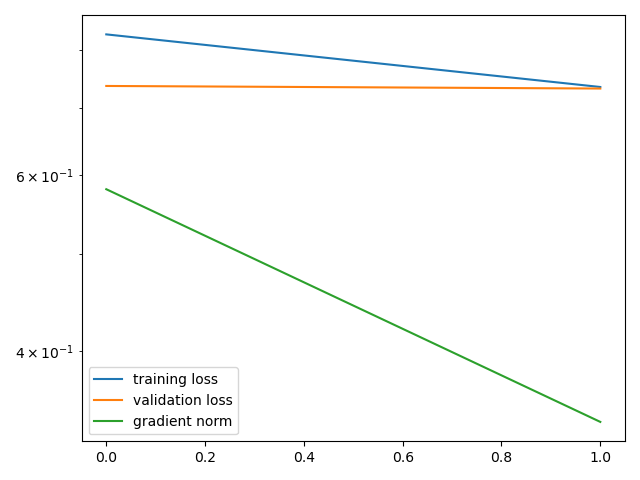 6 × 10⁻¹
4 × 10⁻¹
training loss
validation loss
gradient norm
0.0 0.2 0.4 0.6 0.8 1.0